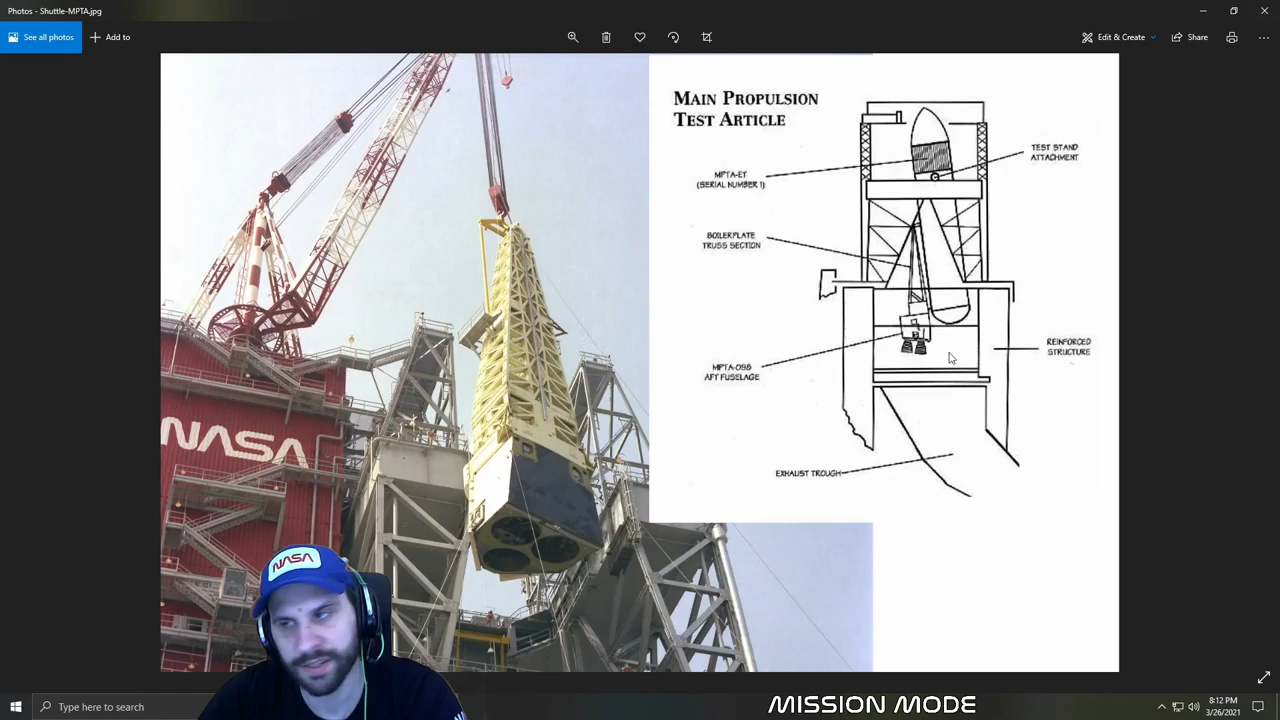 Photos - Shuttle-MPTA.jpg
See all photos
Add to
Edit & Create
Share
MAIN PROPULSION
TEST ARTICLE
TEST STAND
ATTACHMENT
MPTA-ET
(SERIAL NUMBER 1)
BOILERPLATE
TRUSS SECTION
REINFORCED
STRUCTURE
MPTA-098
AFT FUSELAGE
EXHAUST TROUGH
NASA
NASA
MISSION MODE
Type here to search
8:12 PM
3/26/2021